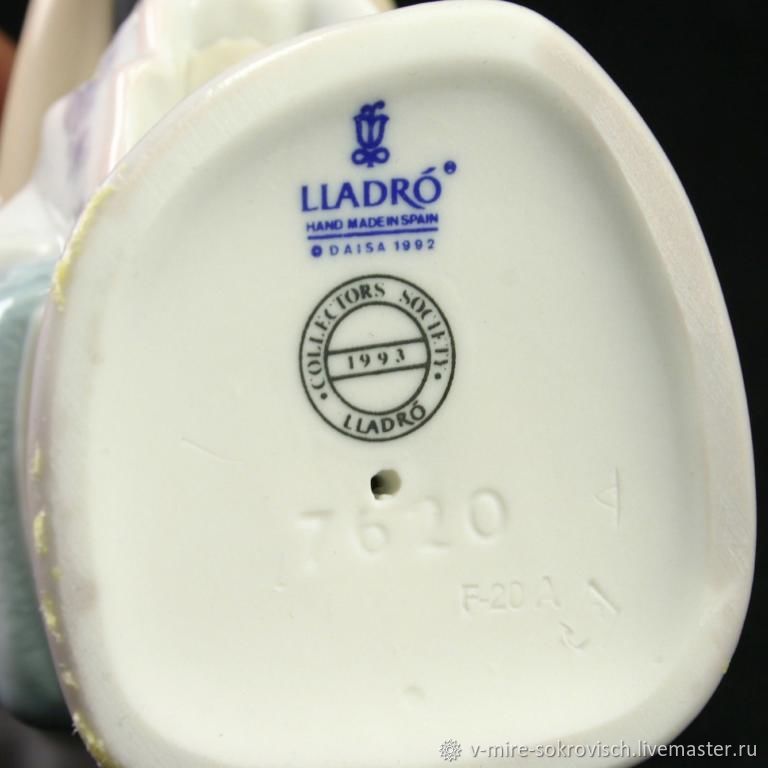 LLADRÓ®
HAND MADE IN SPAIN
© DAISA 1992
COLLECTORS SOCIETY
1993
LLADRÓ
7620
F-20 A
v-mire-sokrovisch.livemaster.ru